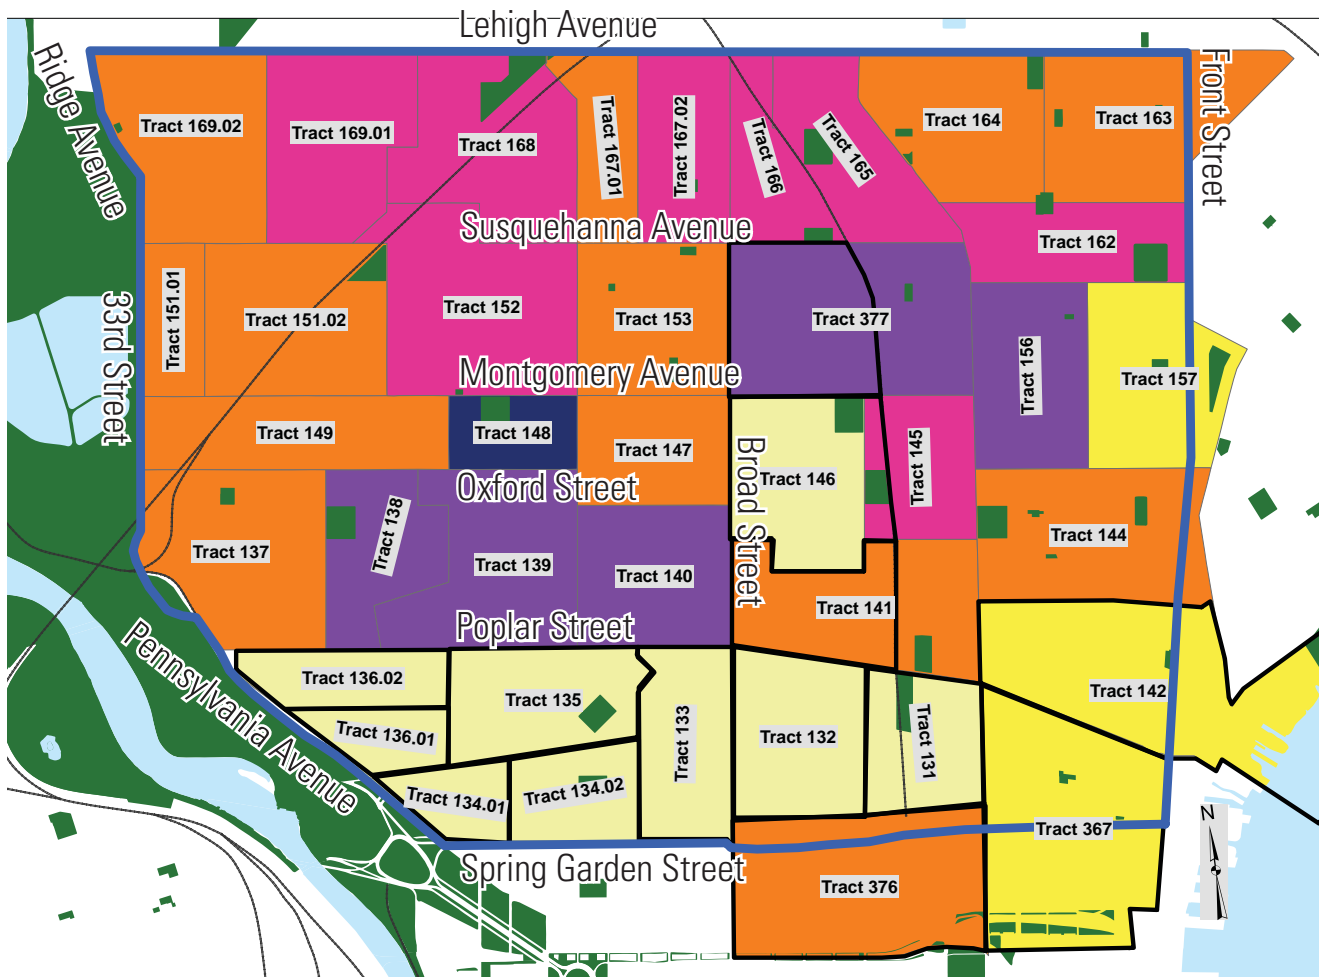 Lehigh Avenue
Ridge Avenue
Front Street
Tract 169.02
Tract 169.01
Tract 168
Tract 167.01
Tract 167.02
Tract 166
Tract 165
Tract 164
Tract 163
Susquehanna Avenue
Tract 162
33rd Street
Tract 151.01
Tract 151.02
Tract 152
Tract 153
Tract 377
Tract 156
Tract 157
Montgomery Avenue
Tract 149
Tract 148
Tract 147
Broad Street
Tract 146
Tract 145
Oxford Street
Tract 137
Tract 138
Tract 139
Tract 140
Tract 141
Tract 144
Poplar Street
Pennsylvania Avenue
Tract 136.02
Tract 135
Tract 136.01
Tract 133
Tract 132
Tract 131
Tract 142
Tract 134.01
Tract 134.02
Tract 367
Spring Garden Street
Tract 376
N